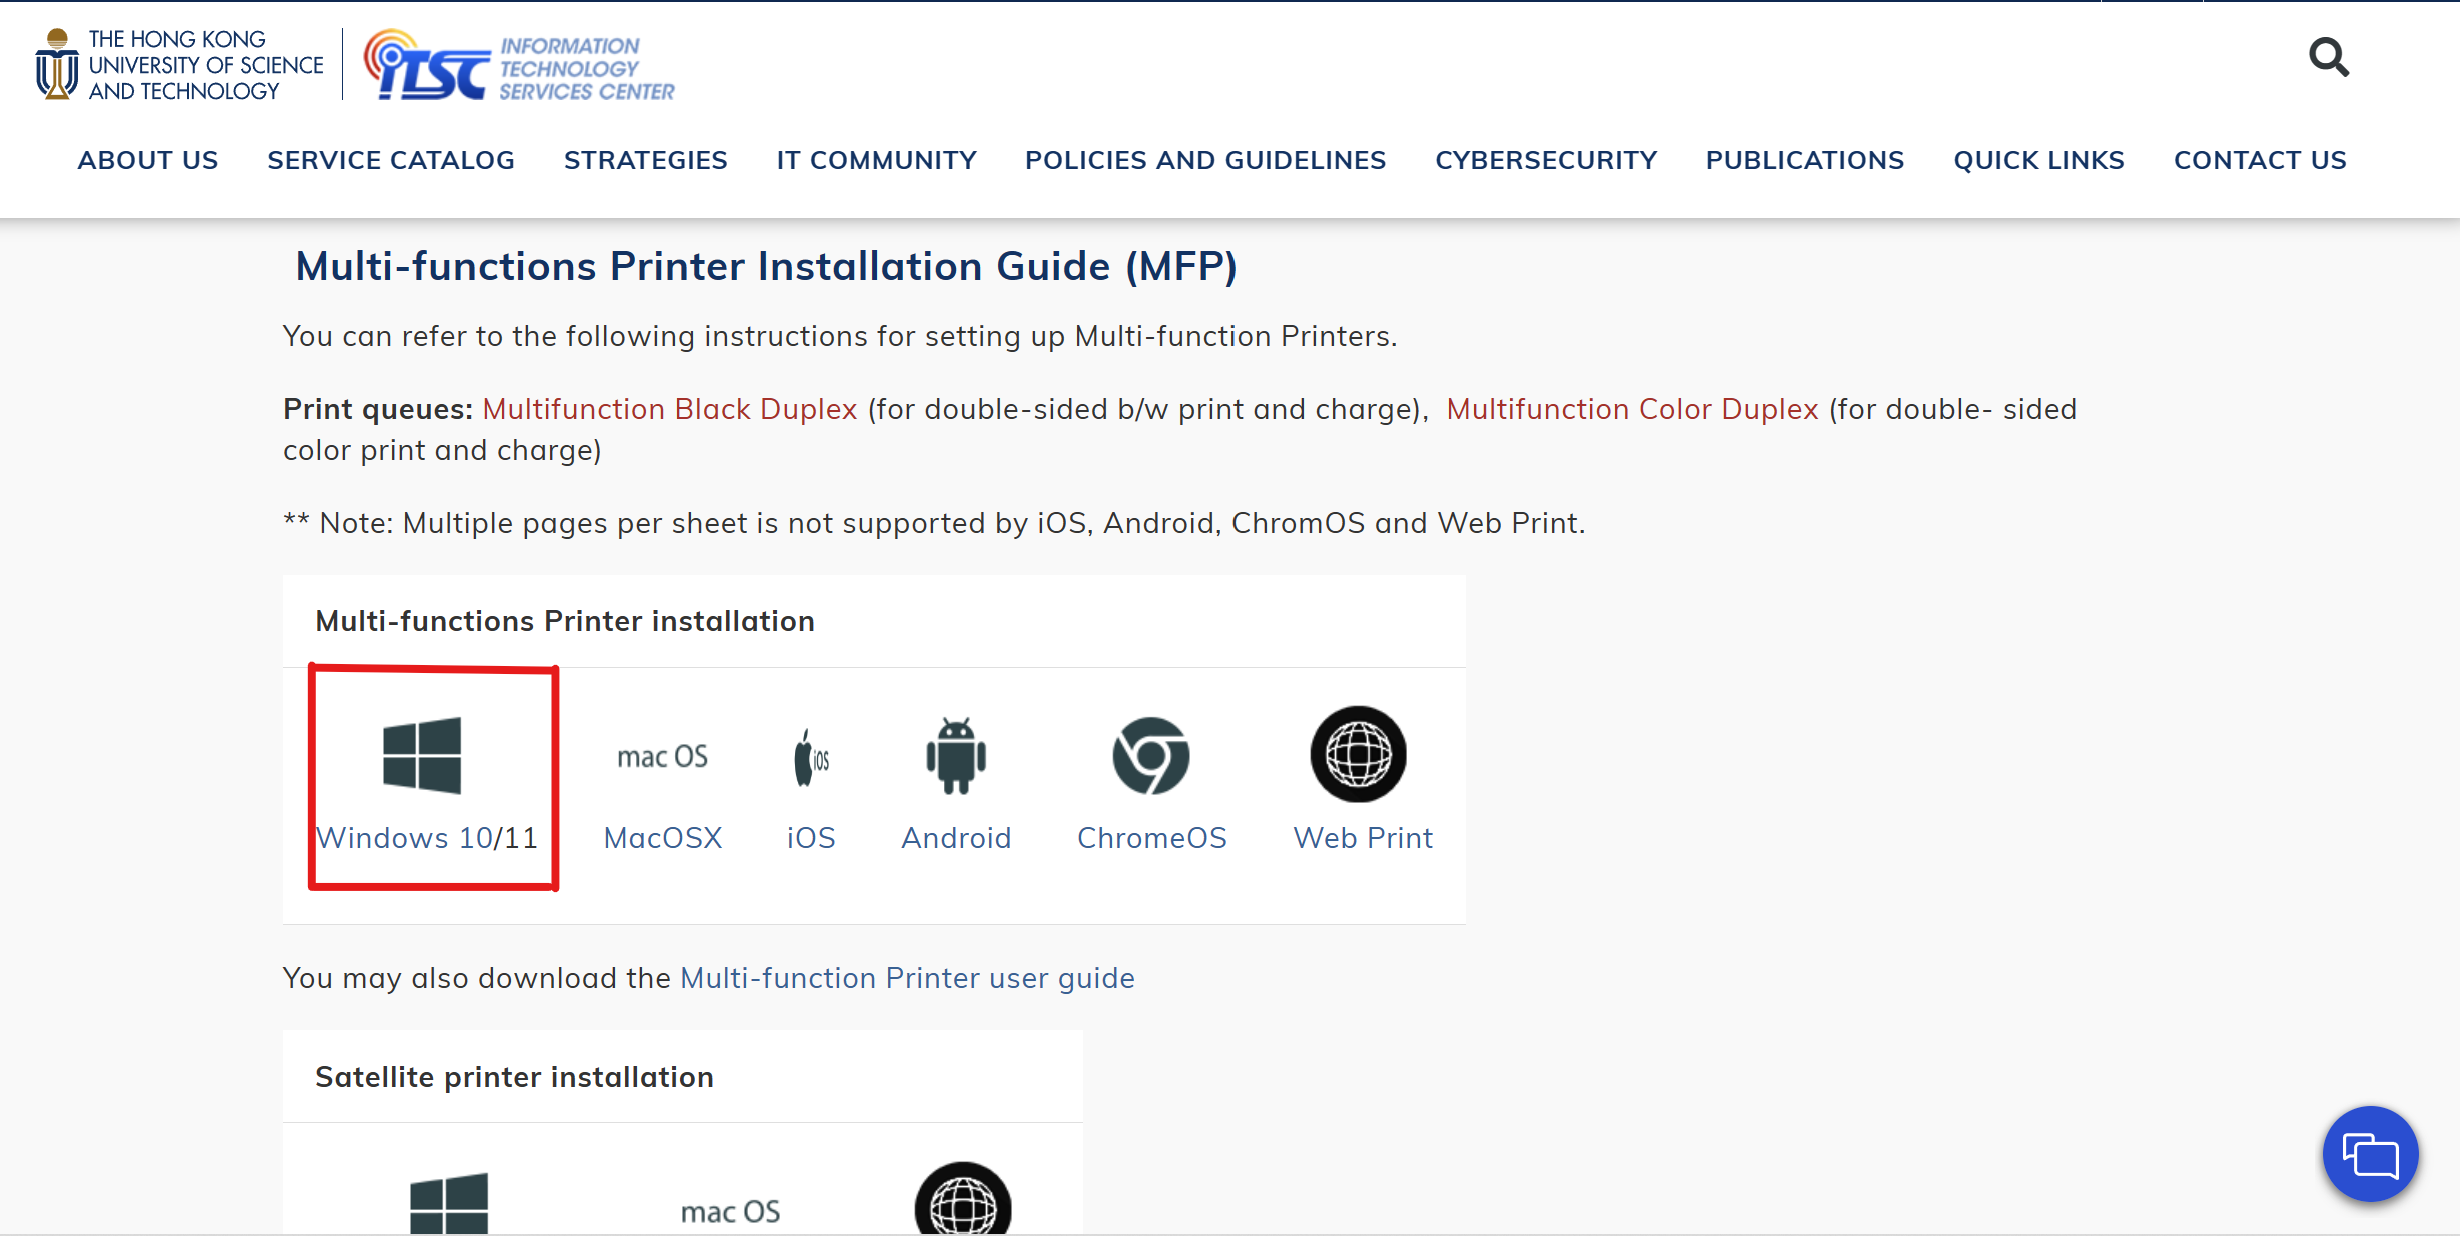 THE HONG KONG
UNIVERSITY OF SCIENCE
AND TECHNOLOGY
iTSC
INFORMATION
TECHNOLOGY
SERVICES CENTER
ABOUT US SERVICE CATALOG STRATEGIES IT COMMUNITY POLICIES AND GUIDELINES CYBERSECURITY PUBLICATIONS QUICK LINKS CONTACT US
Multi-functions Printer Installation Guide (MFP)
You can refer to the following instructions for setting up Multi-function Printers.
Print queues: Multifunction Black Duplex (for double-sided b/w print and charge), Multifunction Color Duplex (for double- sided
color print and charge)
** Note: Multiple pages per sheet is not supported by iOS, Android, ChromOS and Web Print.
Multi-functions Printer installation
mac OS iOS
Windows 10/11 MacOSX iOS Android ChromeOS Web Print
You may also download the Multi-function Printer user guide
Satellite printer installation
mac OS